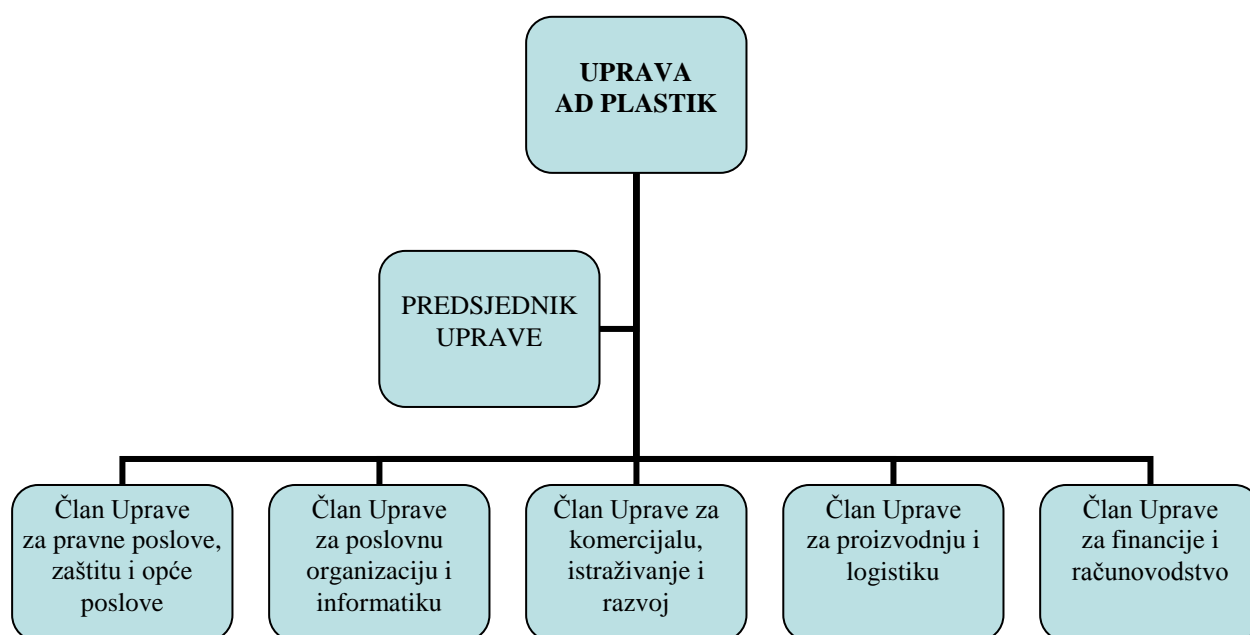 UPRAVA
AD PLASTIK
PREDSJEDNIK
UPRAVE
Član Uprave
za pravne poslove,
zaštitu i opće
poslove
Član Uprave
za poslovnu
organizaciju i
informatiku
Član Uprave za
komercijalu,
istraživanje i
razvoj
Član Uprave
za proizvodnju i
logistiku
Član Uprave
za financije i
računovodstvo